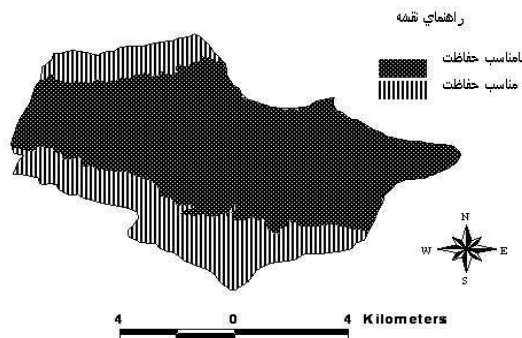 راهنماي نقشه
نامناسب حفاظت
مناسب حفاظت
N
W E
S
4 0 4 Kilometers